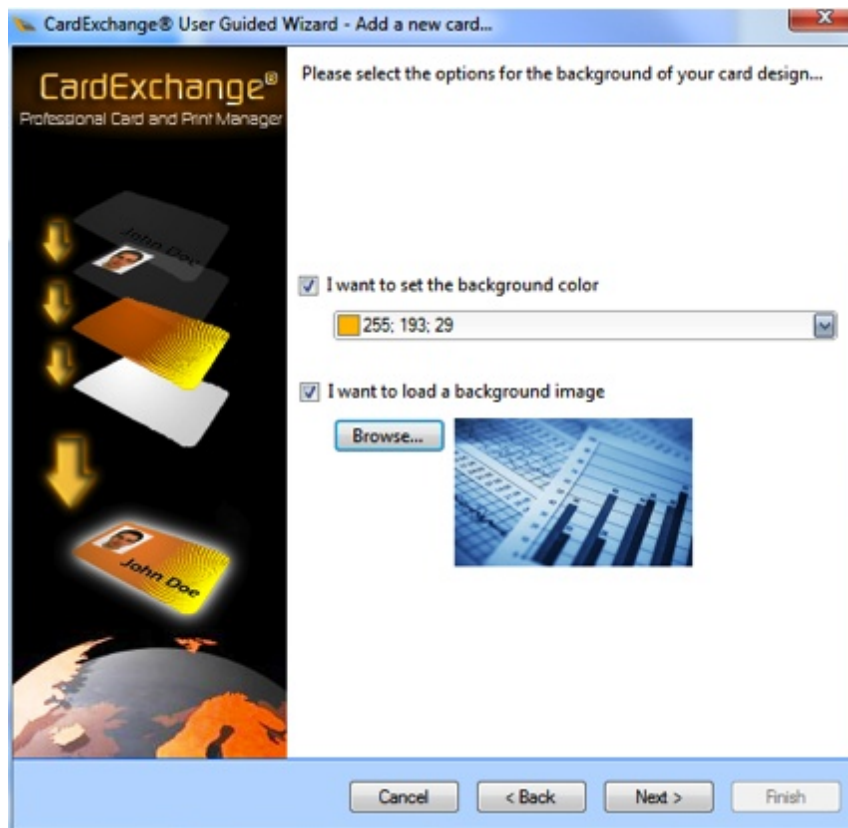 CardExchange® User Guided Wizard - Add a new card...
CardExchange®
Professional Card and Print Manager
John Doe
John Doe
Please select the options for the background of your card design...
I want to set the background color
255; 193; 29
I want to load a background image
Browse...
Cancel
< Back
Next >
Finish